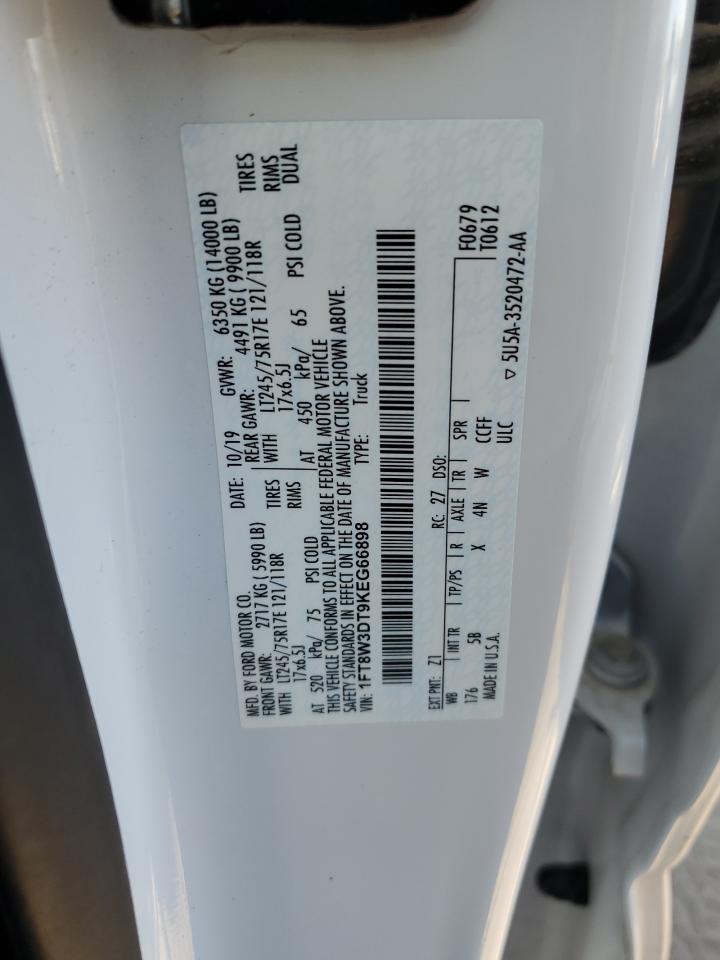 MFD. BY FORD MOTOR CO.
DATE: 10/19 GVWR: 6350 KG (14000 LB)
FRONT GAWR: 2717 KG ( 5990 LB) REAR GAWR: 4491 KG ( 9900 LB)
WITH LT245/75R17E 121/118R TIRES WITH LT245/75R17E 121/118R TIRES
17x6.5J RIMS 17x6.5J RIMS
AT 520 kPa/ 75 PSI COLD AT 450 kPa/ 65 PSI COLD DUAL
THIS VEHICLE CONFORMS TO ALL APPLICABLE FEDERAL MOTOR VEHICLE
SAFETY STANDARDS IN EFFECT ON THE DATE OF MANUFACTURE SHOWN ABOVE.
VIN: 1FT8W3DT9KEG66898 TYPE: Truck
EXT PNT: Z1 RC: 27 DSO: F0679
WB INT TR TP/PS R AXLE TR SPR T0612
176 5B X 4N W CCFF
MADE IN U.S.A. ULC
▽ 5U5A-3520472-AA